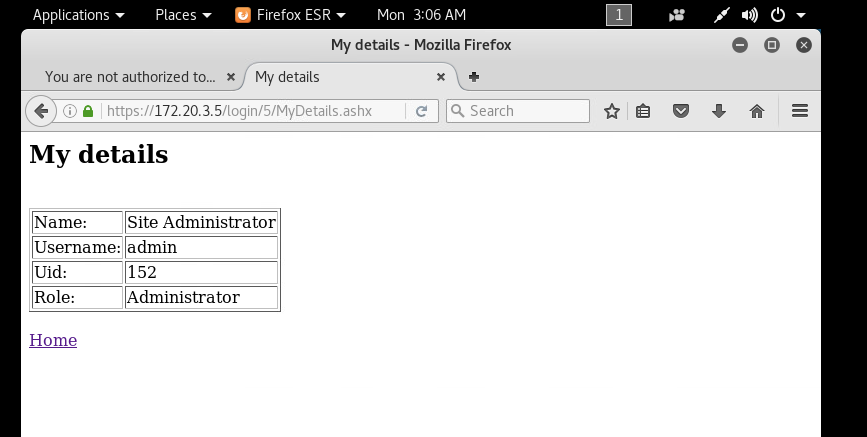 Applications Places Firefox ESR Mon 3:06 AM 1
My details - Mozilla Firefox
You are not authorized to... My details
https://172.20.3.5/login/5/MyDetails.ashx Search
My details
Name: Site Administrator
Username: admin
Uid: 152
Role: Administrator
Home